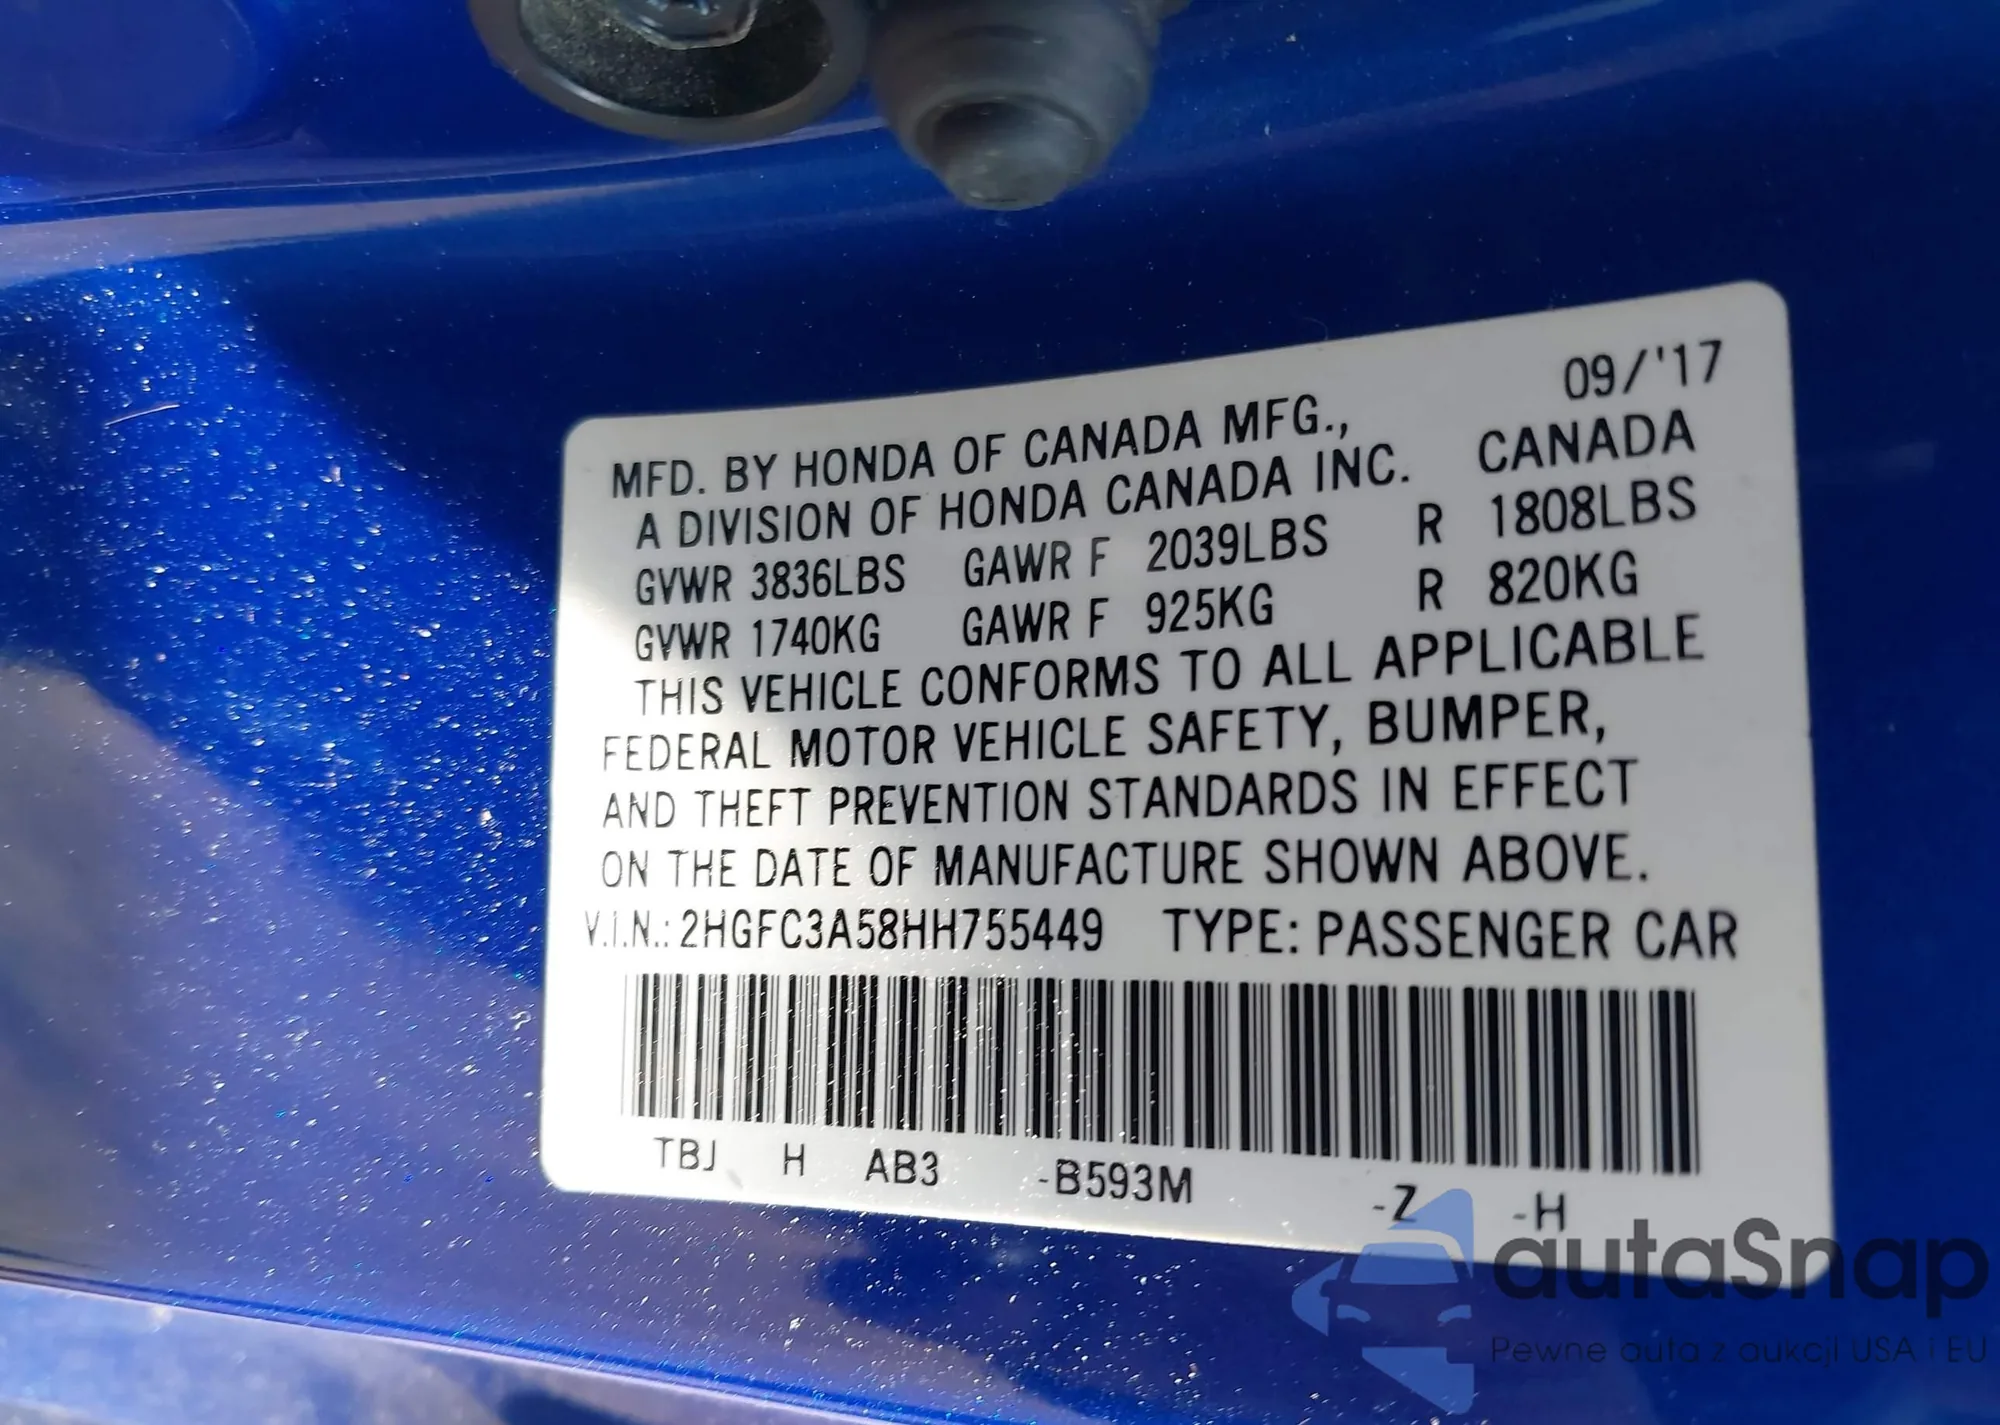 09/'17
MFD. BY HONDA OF CANADA MFG.,
A DIVISION OF HONDA CANADA INC. CANADA
GVWR 3836LBS GAWR F 2039LBS R 1808LBS
GVWR 1740KG GAWR F 925KG R 820KG
THIS VEHICLE CONFORMS TO ALL APPLICABLE
FEDERAL MOTOR VEHICLE SAFETY, BUMPER,
AND THEFT PREVENTION STANDARDS IN EFFECT
ON THE DATE OF MANUFACTURE SHOWN ABOVE.
V.I.N.: 2HGFC3A58HH755449 TYPE: PASSENGER CAR
TBJ H AB3 -B593M -Z -H
autaSnap
Pewne auta z aukcji USA i EU